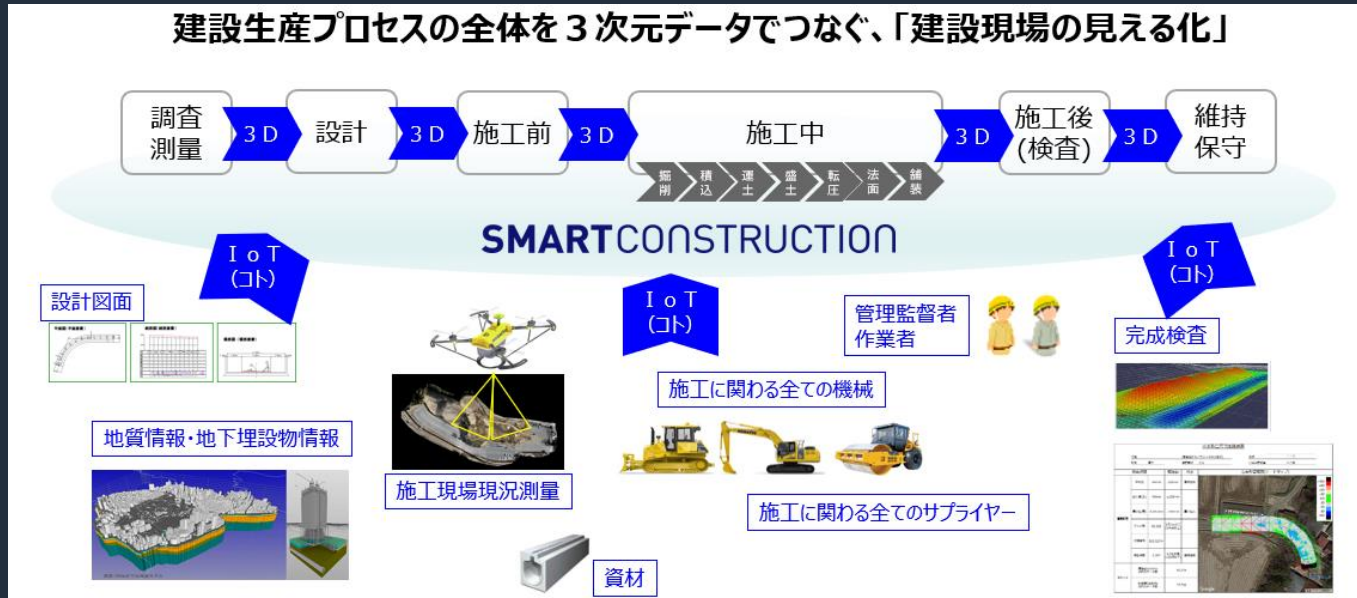 建設生産プロセスの全体を３次元データでつなぐ、「建設現場の見える化」
調査
測量
３Ｄ
設計
３Ｄ
施工前
３Ｄ
施工中
３Ｄ
施工後
(検査)
３Ｄ
維持
保守
掘削
積込
運土
盛土
転圧
法面
舗装
SMARTCONSTRUCTION
ＩｏＴ
(コト)
ＩｏＴ
(コト)
ＩｏＴ
(コト)
設計図面
管理監督者
作業者
完成検査
施工に関わる全ての機械
地質情報・地下埋設物情報
施工現場現況測量
施工に関わる全てのサプライヤー
資材